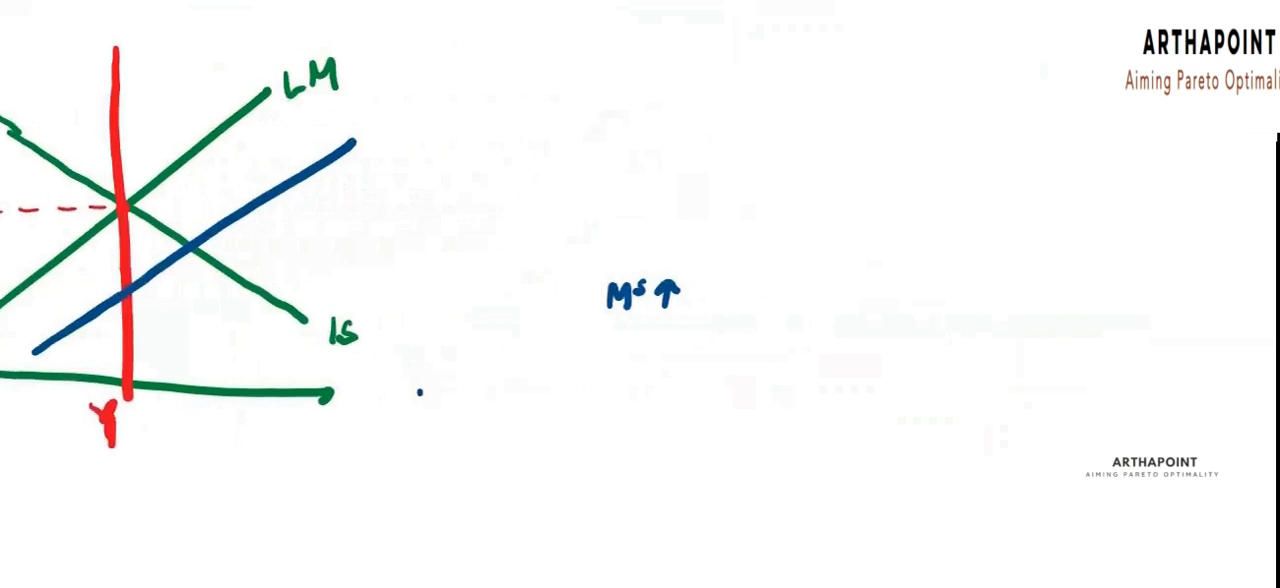 ARTHAPOINT
Aiming Pareto Optimali
LM
Mˢ↑
IS
Y
ARTHAPOINT
AIMING PARETO OPTIMALITY